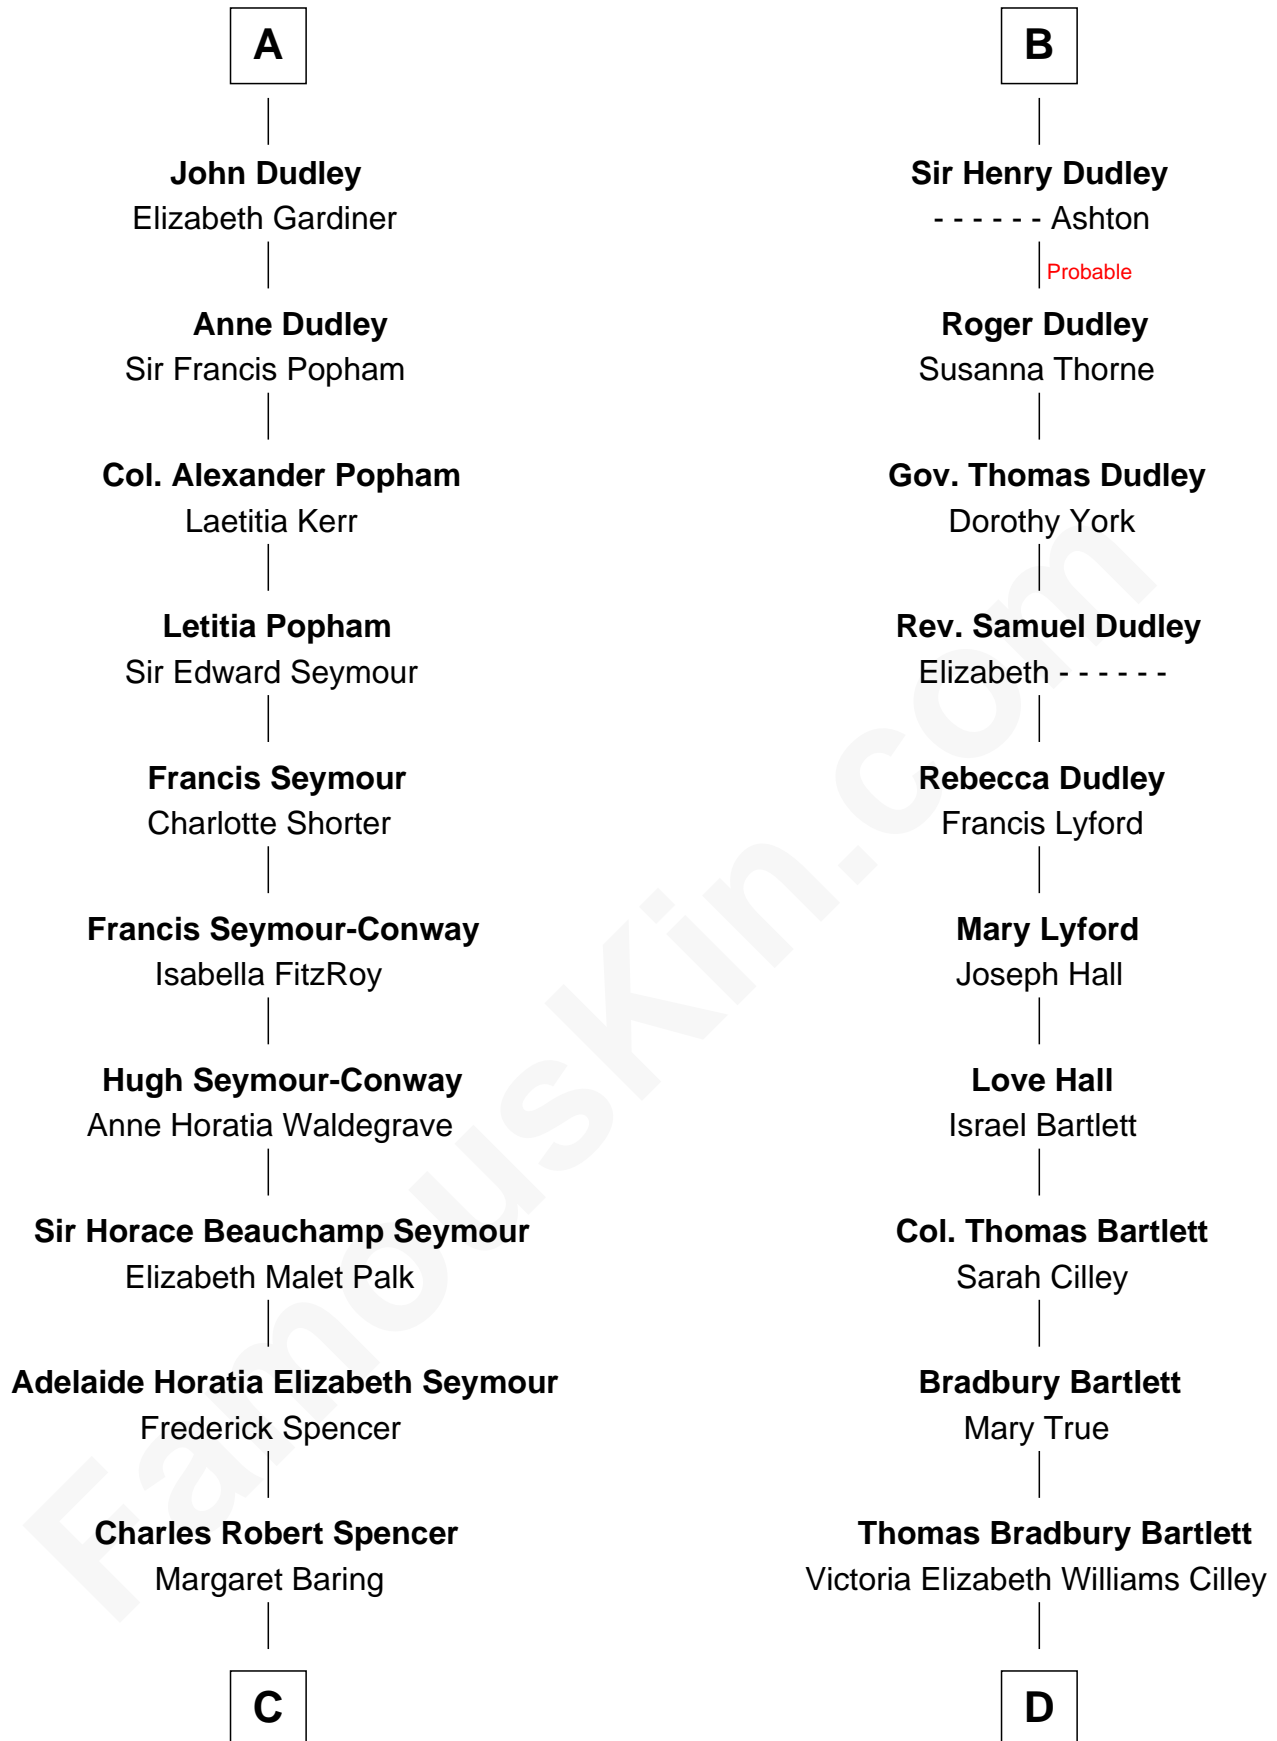 A
John Dudley
Elizabeth Gardiner
Anne Dudley
Sir Francis Popham
Col. Alexander Popham
Laetitia Kerr
Letitia Popham
Sir Edward Seymour
Francis Seymour
Charlotte Shorter
Francis Seymour-Conway
Isabella FitzRoy
Hugh Seymour-Conway
Anne Horatia Waldegrave
Sir Horace Beauchamp Seymour
Elizabeth Malet Palk
Adelaide Horatia Elizabeth Seymour
Frederick Spencer
Charles Robert Spencer
Margaret Baring
C
B
Sir Henry Dudley
- - - - - - Ashton
Probable
Roger Dudley
Susanna Thorne
Gov. Thomas Dudley
Dorothy York
Rev. Samuel Dudley
Elizabeth - - - - - -
Rebecca Dudley
Francis Lyford
Mary Lyford
Joseph Hall
Love Hall
Israel Bartlett
Col. Thomas Bartlett
Sarah Cilley
Bradbury Bartlett
Mary True
Thomas Bradbury Bartlett
Victoria Elizabeth Williams Cilley
D
FamousKin.com